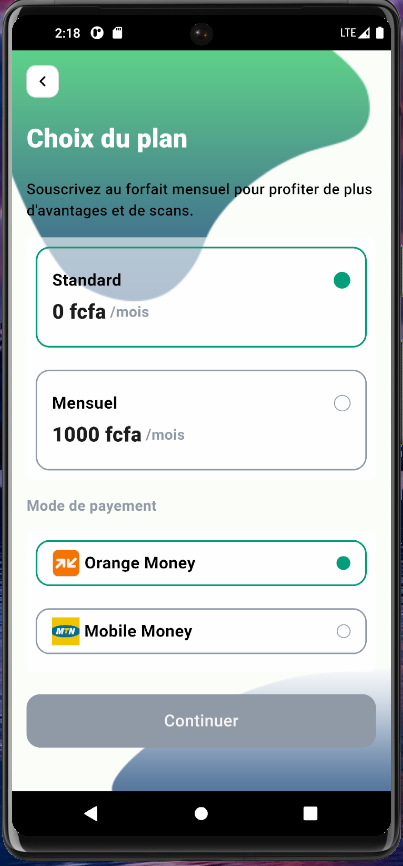 2:18
LTE
Choix du plan
Souscrivez au forfait mensuel pour profiter de plus
d'avantages et de scans.
Standard
0 fcfa /mois
Mensuel
1000 fcfa /mois
Mode de payement
Orange Money
MTN Mobile Money
Continuer